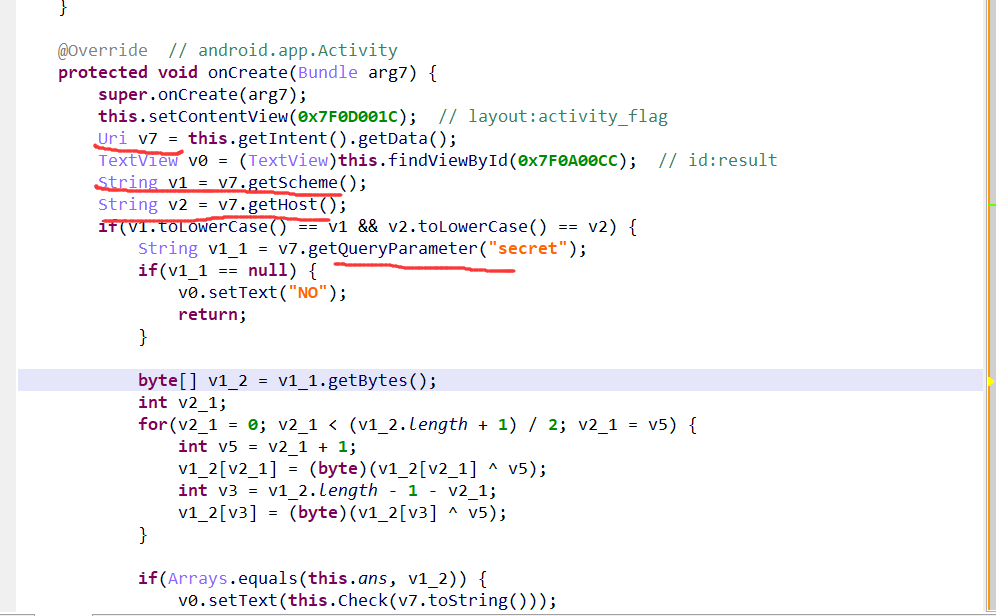 }
@Override // android.app.Activity
protected void onCreate(Bundle arg7) {
super.onCreate(arg7);
this.setContentView(0x7F0D001C); // layout:activity_flag
Uri v7 = this.getIntent().getData();
TextView v0 = (TextView)this.findViewById(0x7F0A00CC); // id:result
String v1 = v7.getScheme();
String v2 = v7.getHost();
if(v1.toLowerCase() == v1 && v2.toLowerCase() == v2) {
String v1_1 = v7.getQueryParameter("secret");
if(v1_1 == null) {
v0.setText("NO");
return;
}
byte[] v1_2 = v1_1.getBytes();
int v2_1;
for(v2_1 = 0; v2_1 < (v1_2.length + 1) / 2; v2_1 = v5) {
int v5 = v2_1 + 1;
v1_2[v2_1] = (byte)(v1_2[v2_1] ^ v5);
int v3 = v1_2.length - 1 - v2_1;
v1_2[v3] = (byte)(v1_2[v3] ^ v5);
}
if(Arrays.equals(this.ans, v1_2)) {
v0.setText(this.Check(v7.toString()));